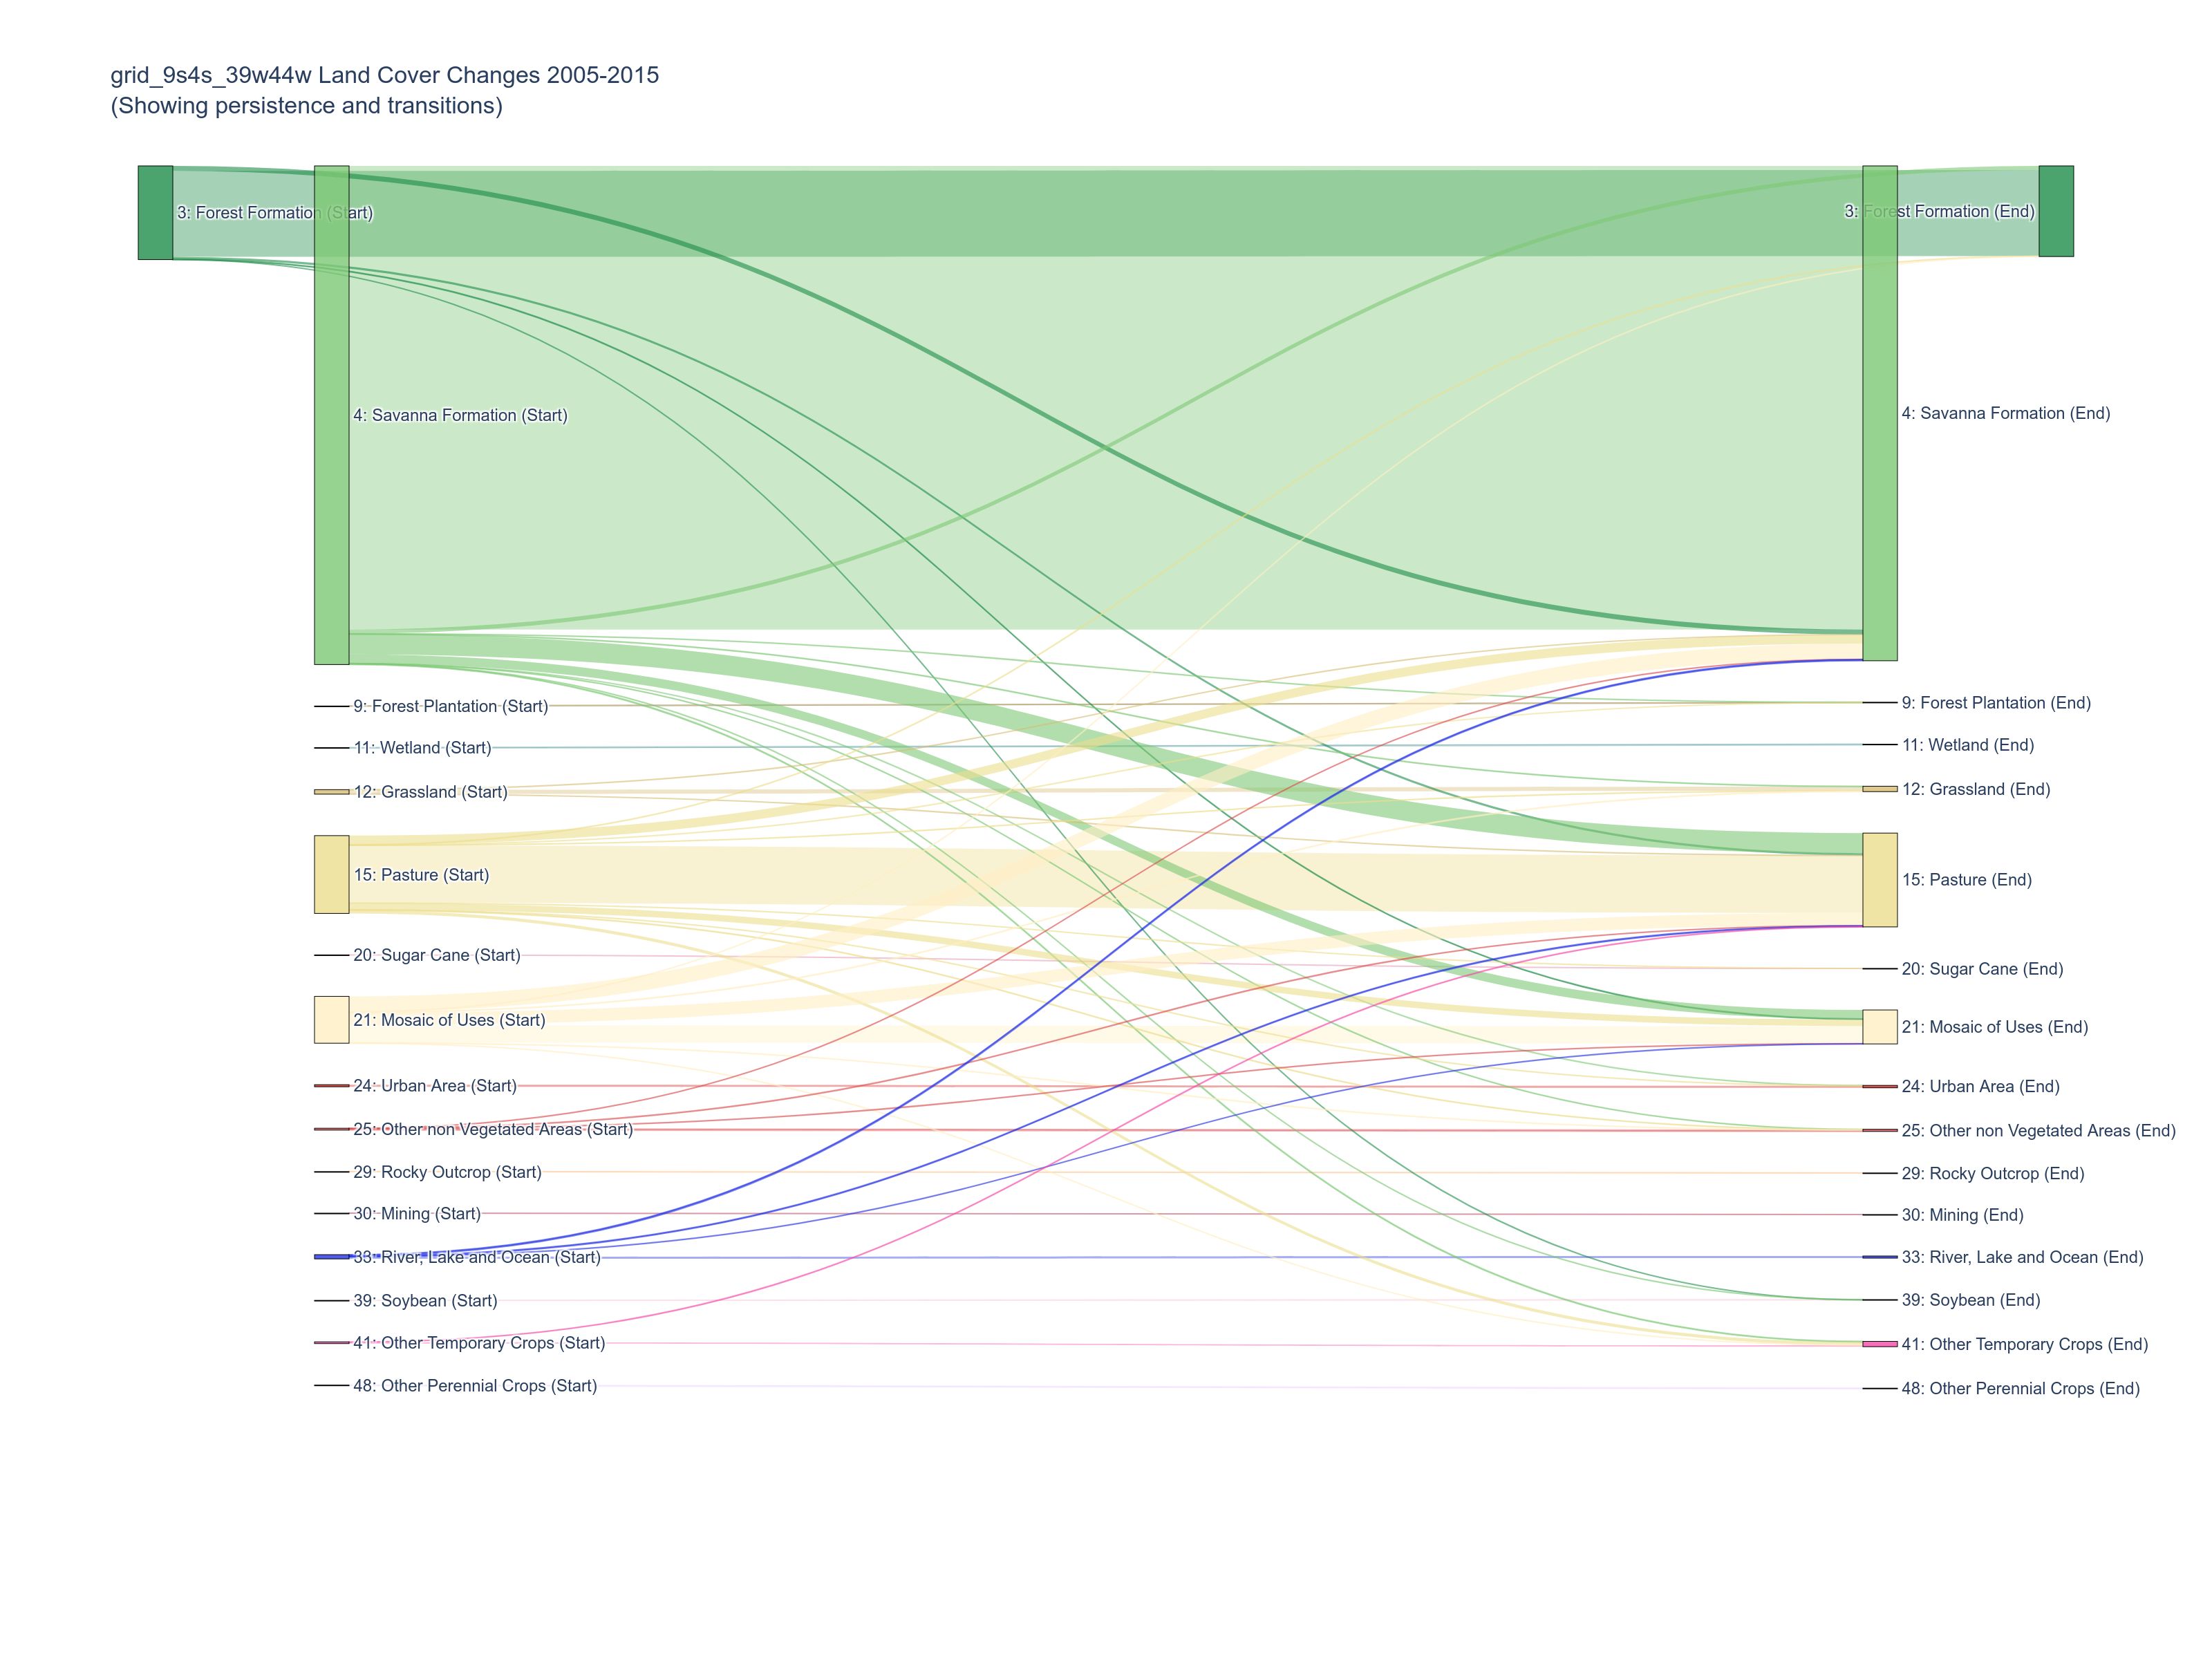 grid_9s4s_39w44w Land Cover Changes 2005-2015
(Showing persistence and transitions)
3: Forest Formation (Start)
3: Forest Formation (End)
4: Savanna Formation (Start)
4: Savanna Formation (End)
9: Forest Plantation (Start)
9: Forest Plantation (End)
11: Wetland (Start)
11: Wetland (End)
12: Grassland (Start)
12: Grassland (End)
15: Pasture (Start)
15: Pasture (End)
20: Sugar Cane (Start)
20: Sugar Cane (End)
21: Mosaic of Uses (Start)
21: Mosaic of Uses (End)
24: Urban Area (Start)
24: Urban Area (End)
25: Other non Vegetated Areas (Start)
25: Other non Vegetated Areas (End)
29: Rocky Outcrop (Start)
29: Rocky Outcrop (End)
30: Mining (Start)
30: Mining (End)
33: River, Lake and Ocean (Start)
33: River, Lake and Ocean (End)
39: Soybean (Start)
39: Soybean (End)
41: Other Temporary Crops (Start)
41: Other Temporary Crops (End)
48: Other Perennial Crops (Start)
48: Other Perennial Crops (End)